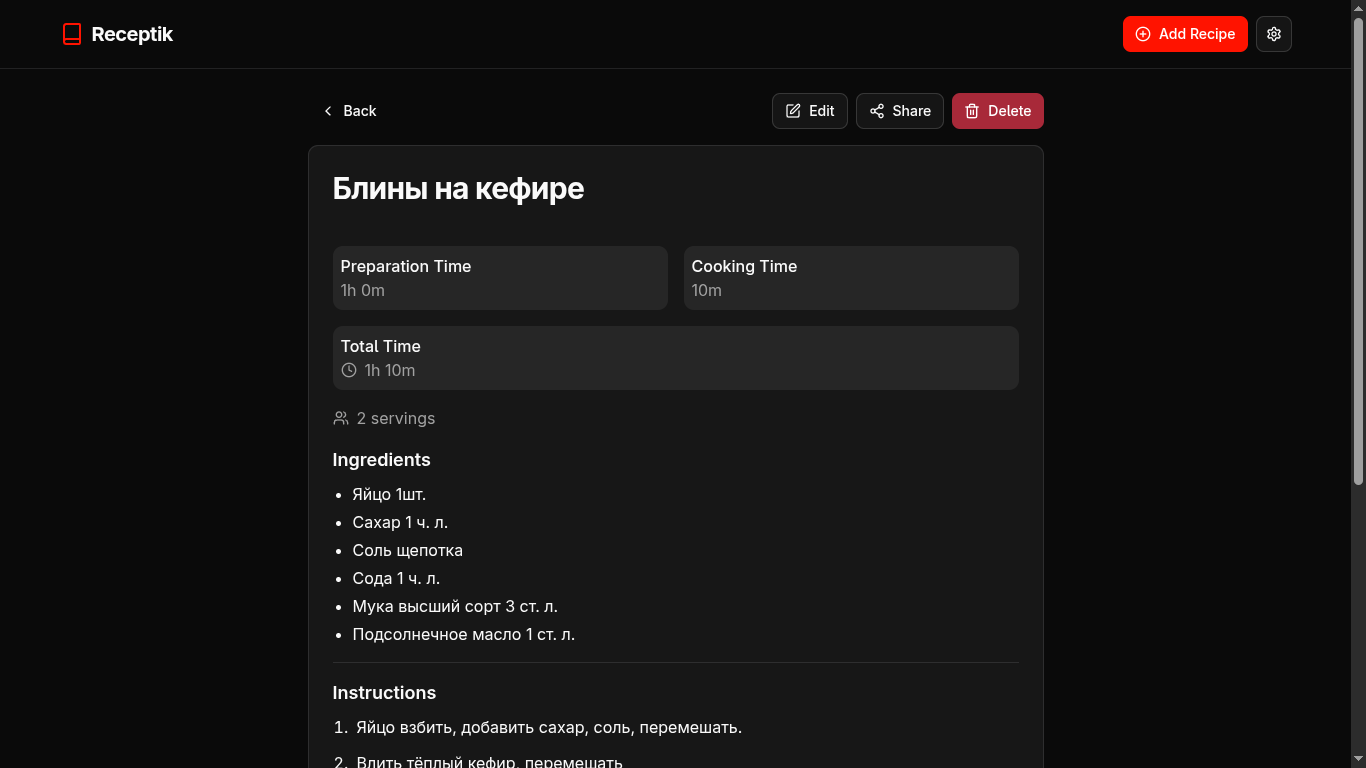 Receptik
Add Recipe
Back
Edit
Share
Delete
Блины на кефире
Preparation Time
1h 0m
Cooking Time
10m
Total Time
1h 10m
2 servings
Ingredients
• Яйцо 1шт.
• Сахар 1 ч. л.
• Соль щепотка
• Сода 1 ч. л.
• Мука высший сорт 3 ст. л.
• Подсолнечное масло 1 ст. л.
Instructions
1. Яйцо взбить, добавить сахар, соль, перемешать.
2. Влить тёплый кефир, перемешать